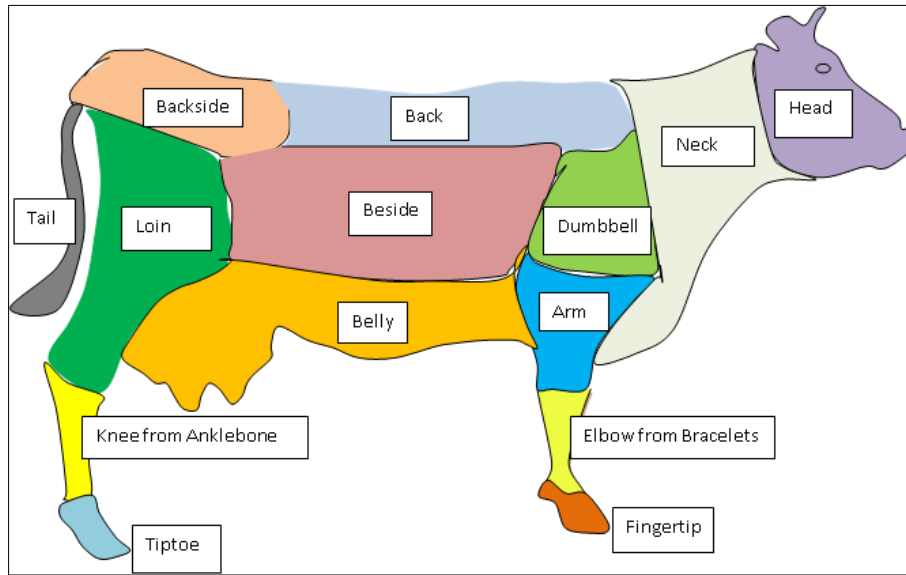 Head
Backside
Back
Neck
Tail
Loin
Beside
Dumbbell
Belly
Arm
Knee from Anklebone
Elbow from Bracelets
Tiptoe
Fingertip